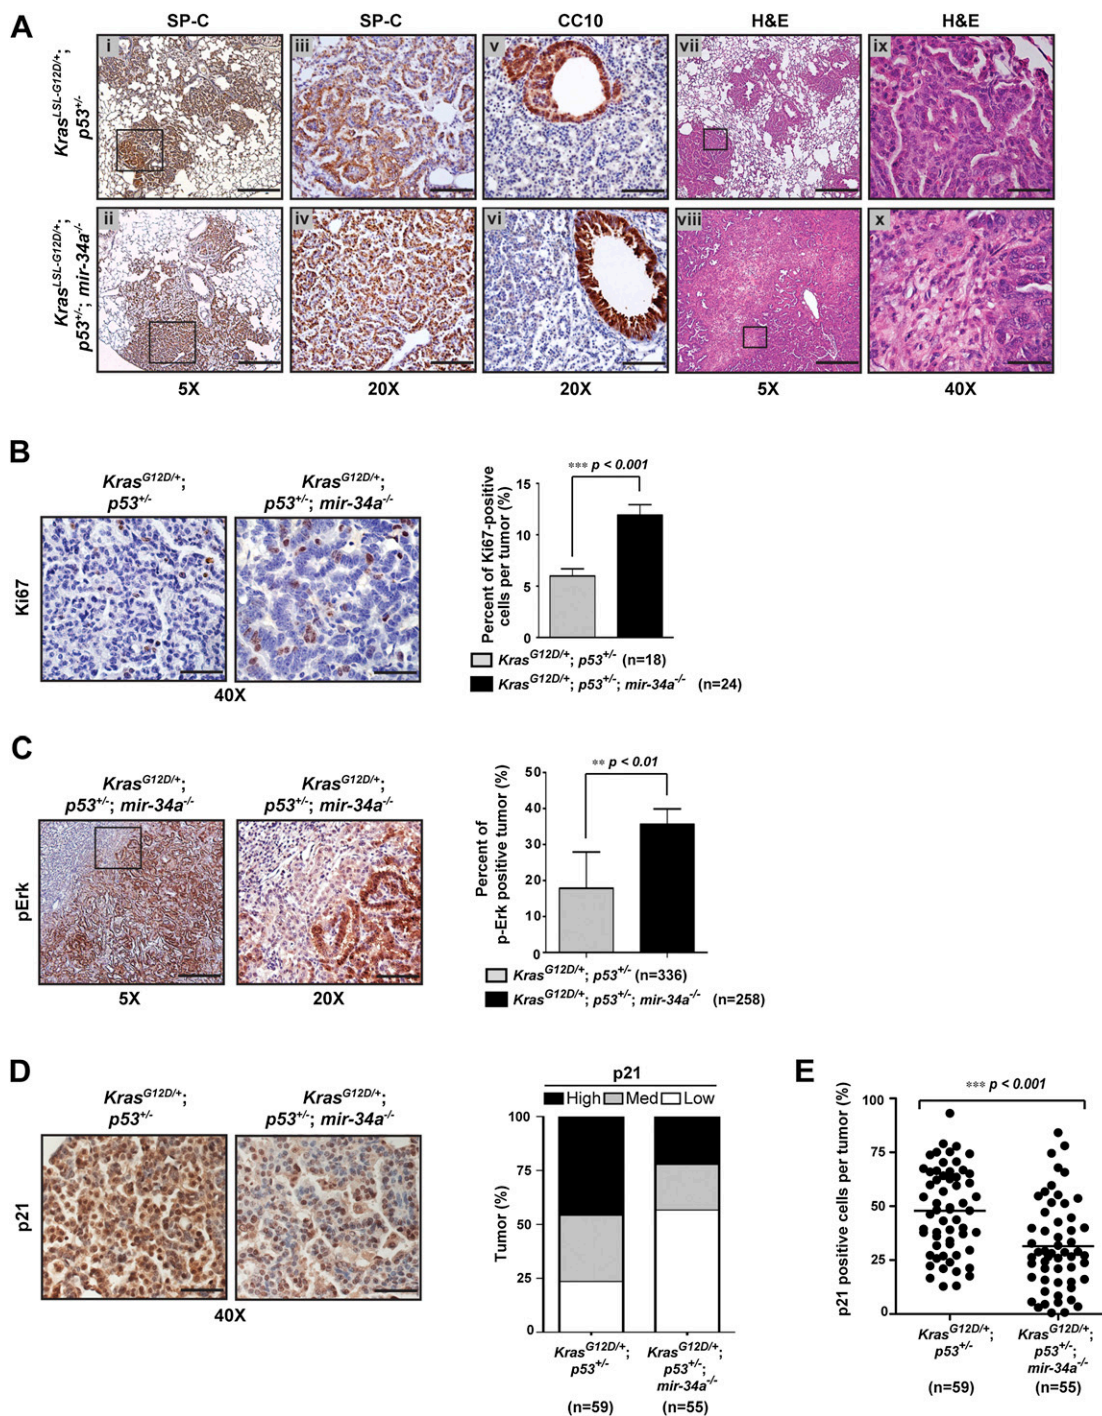 A
SP-C SP-C CC10 H&E H&E
Kras^LSL-G12D/+; p53^+/-
i iii v vii ix
Kras^LSL-G12D/+; p53^+/-; mir-34a^-/-
ii iv vi viii x
5X 20X 20X 5X 40X
B
Kras^G12D/+;
p53^+/-
Kras^G12D/+;
p53^+/-; mir-34a^-/-
Ki67
40X
*** p < 0.001
Percent of Ki67-positive
cells per tumor (%)
15
10
5
0
Kras^G12D/+; p53^+/- (n=18)
Kras^G12D/+; p53^+/-; mir-34a^-/- (n=24)
C
Kras^G12D/+;
p53^+/-; mir-34a^-/-
Kras^G12D/+;
p53^+/-; mir-34a^-/-
pErk
5X 20X
** p < 0.01
Percent of
p-Erk positive tumor (%)
50
40
30
20
10
0
Kras^G12D/+; p53^+/- (n=336)
Kras^G12D/+; p53^+/-; mir-34a^-/- (n=258)
D
Kras^G12D/+;
p53^+/-
Kras^G12D/+;
p53^+/-; mir-34a^-/-
p21
40X
p21
High Med Low
Tumor (%)
100
75
50
25
0
Kras^G12D/+;
p53^+/-
(n=59)
Kras^G12D/+;
p53^+/-;
mir-34a^-/-
(n=55)
E
*** p < 0.001
p21 positive cells per tumor (%)
100
75
50
25
0
Kras^G12D/+;
p53^+/-
(n=59)
Kras^G12D/+;
p53^+/-;
mir-34a^-/-
(n=55)